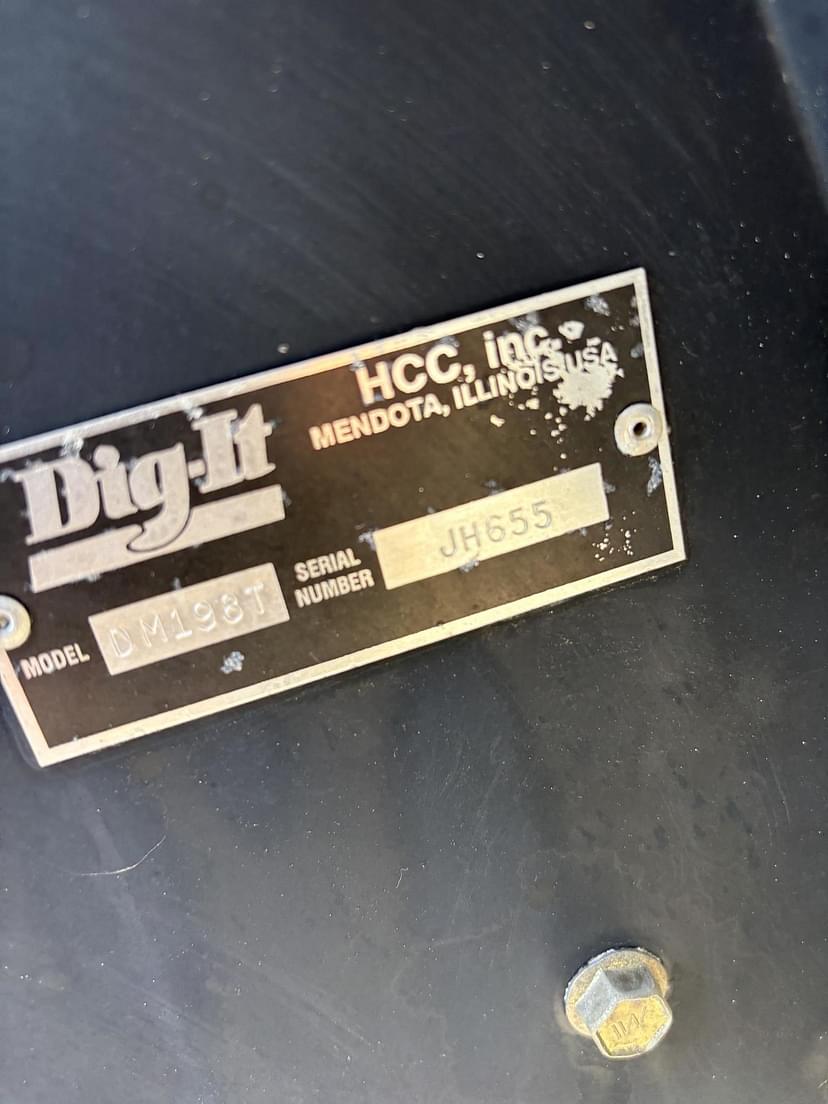 HCC, inc.
MENDOTA, ILLINOIS USA
Dig-It
MODEL DM198T SERIAL NUMBER JH655